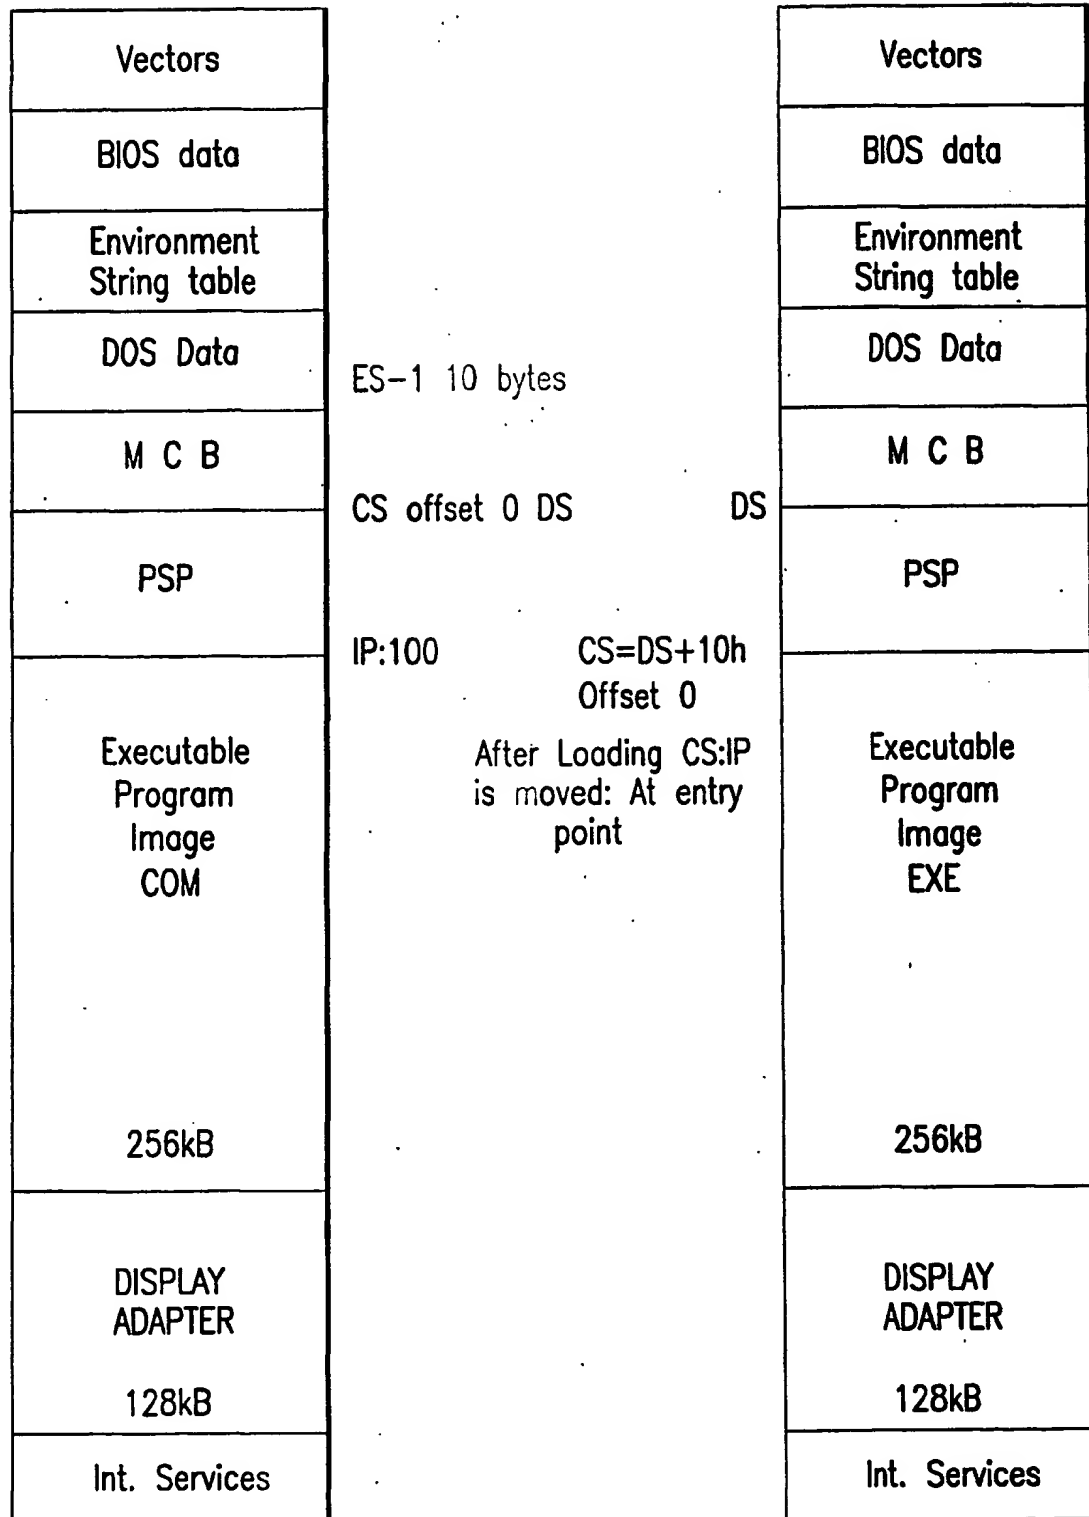 Vectors
BIOS data
Environment
String table
DOS Data
M C B
PSP
Executable
Program
Image
COM
256kB
DISPLAY
ADAPTER
128kB
Int. Services
ES-1 10 bytes
CS offset 0 DS
DS
IP:100
CS=DS+10h
Offset 0
After Loading CS:IP
is moved: At entry
point
Vectors
BIOS data
Environment
String table
DOS Data
M C B
PSP
Executable
Program
Image
EXE
256kB
DISPLAY
ADAPTER
128kB
Int. Services